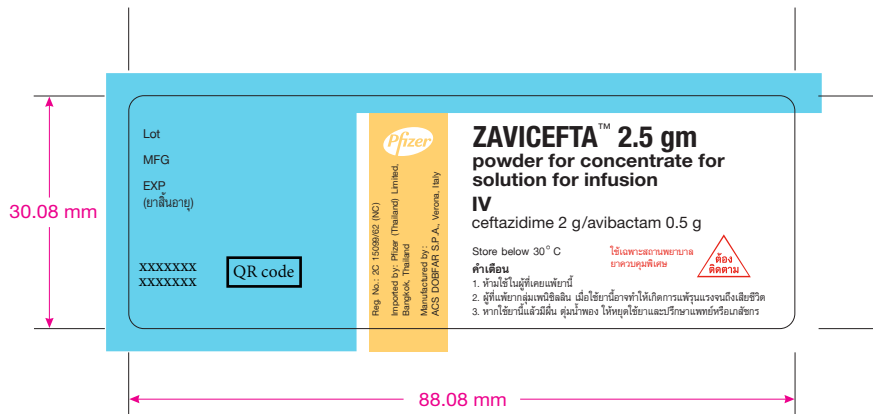 Lot
MFG
EXP
(ยาสิ้นอายุ)
XXXXXXX
XXXXXXX
QR code
Reg. No.: 2C 15099/62 (NC)
Imported by: Pfizer (Thailand) Limited,
Bangkok, Thailand
Manufactured by:
ACS DOBFAR S.P.A., Verona, Italy
Pfizer
ZAVICEFTA™ 2.5 gm
powder for concentrate for
solution for infusion
IV
ceftazidime 2 g/avibactam 0.5 g
Store below 30° C
ใช้เฉพาะสถานพยาบาล
ยาควบคุมพิเศษ
ต้อง
ติดตาม
คำเตือน
1. ห้ามใช้ในผู้ที่เคยแพ้ยานี้
2. ผู้ที่แพ้ยากลุ่มเพนิซิลลิน เมื่อใช้ยานี้อาจทำให้เกิดการแพ้รุนแรงจนถึงเสียชีวิต
3. หากใช้ยานี้แล้วมีผื่น ตุ่มน้ำพอง ให้หยุดใช้ยาและปรึกษาแพทย์หรือเภสัชกร
30.08 mm
88.08 mm